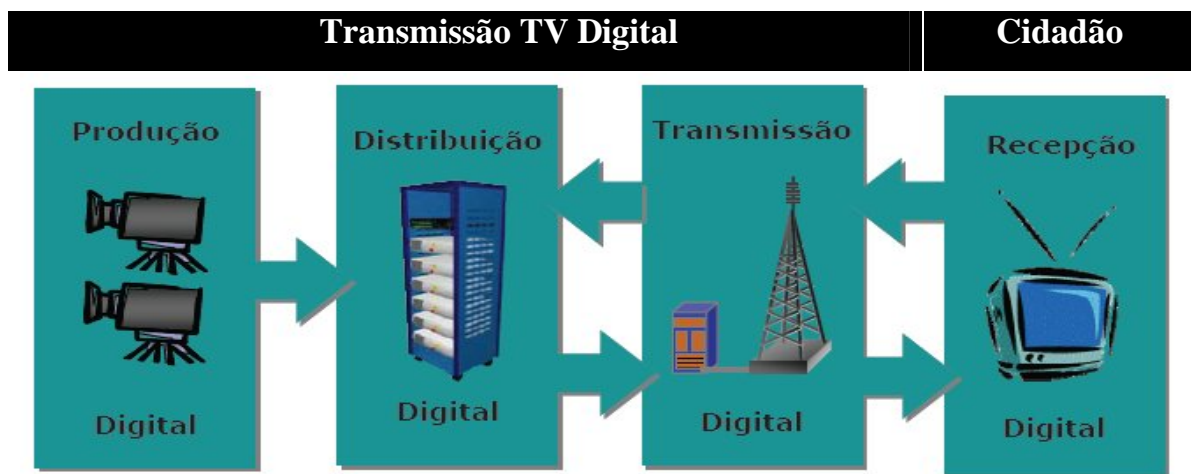 Transmissão TV Digital
Cidadão
Produção
Digital
Distribuição
Digital
Transmissão
Digital
Recepção
Digital